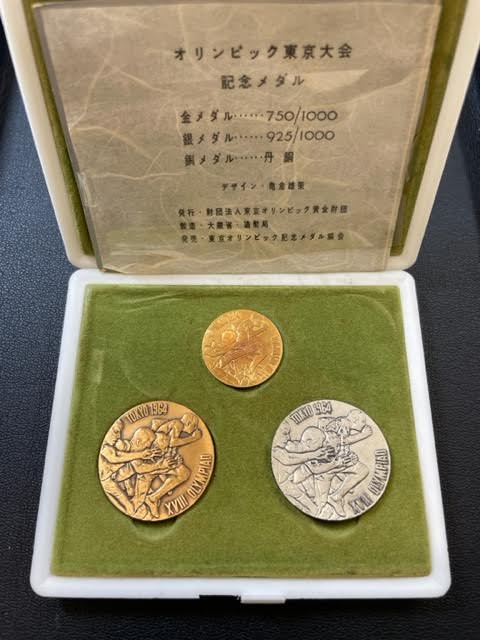 オリンピック東京大会
記念メダル
金メダル……750/1000
銀メダル……925/1000
銅メダル……丹銅
デザイン・亀倉雄策
発行・財団法人東京オリンピック資金財団
製造・大蔵省・造幣局
発売・東京オリンピック記念メダル協会
TOKYO 1964
XVIII OLYMPIAD
TOKYO 1964
XVIII OLYMPIAD